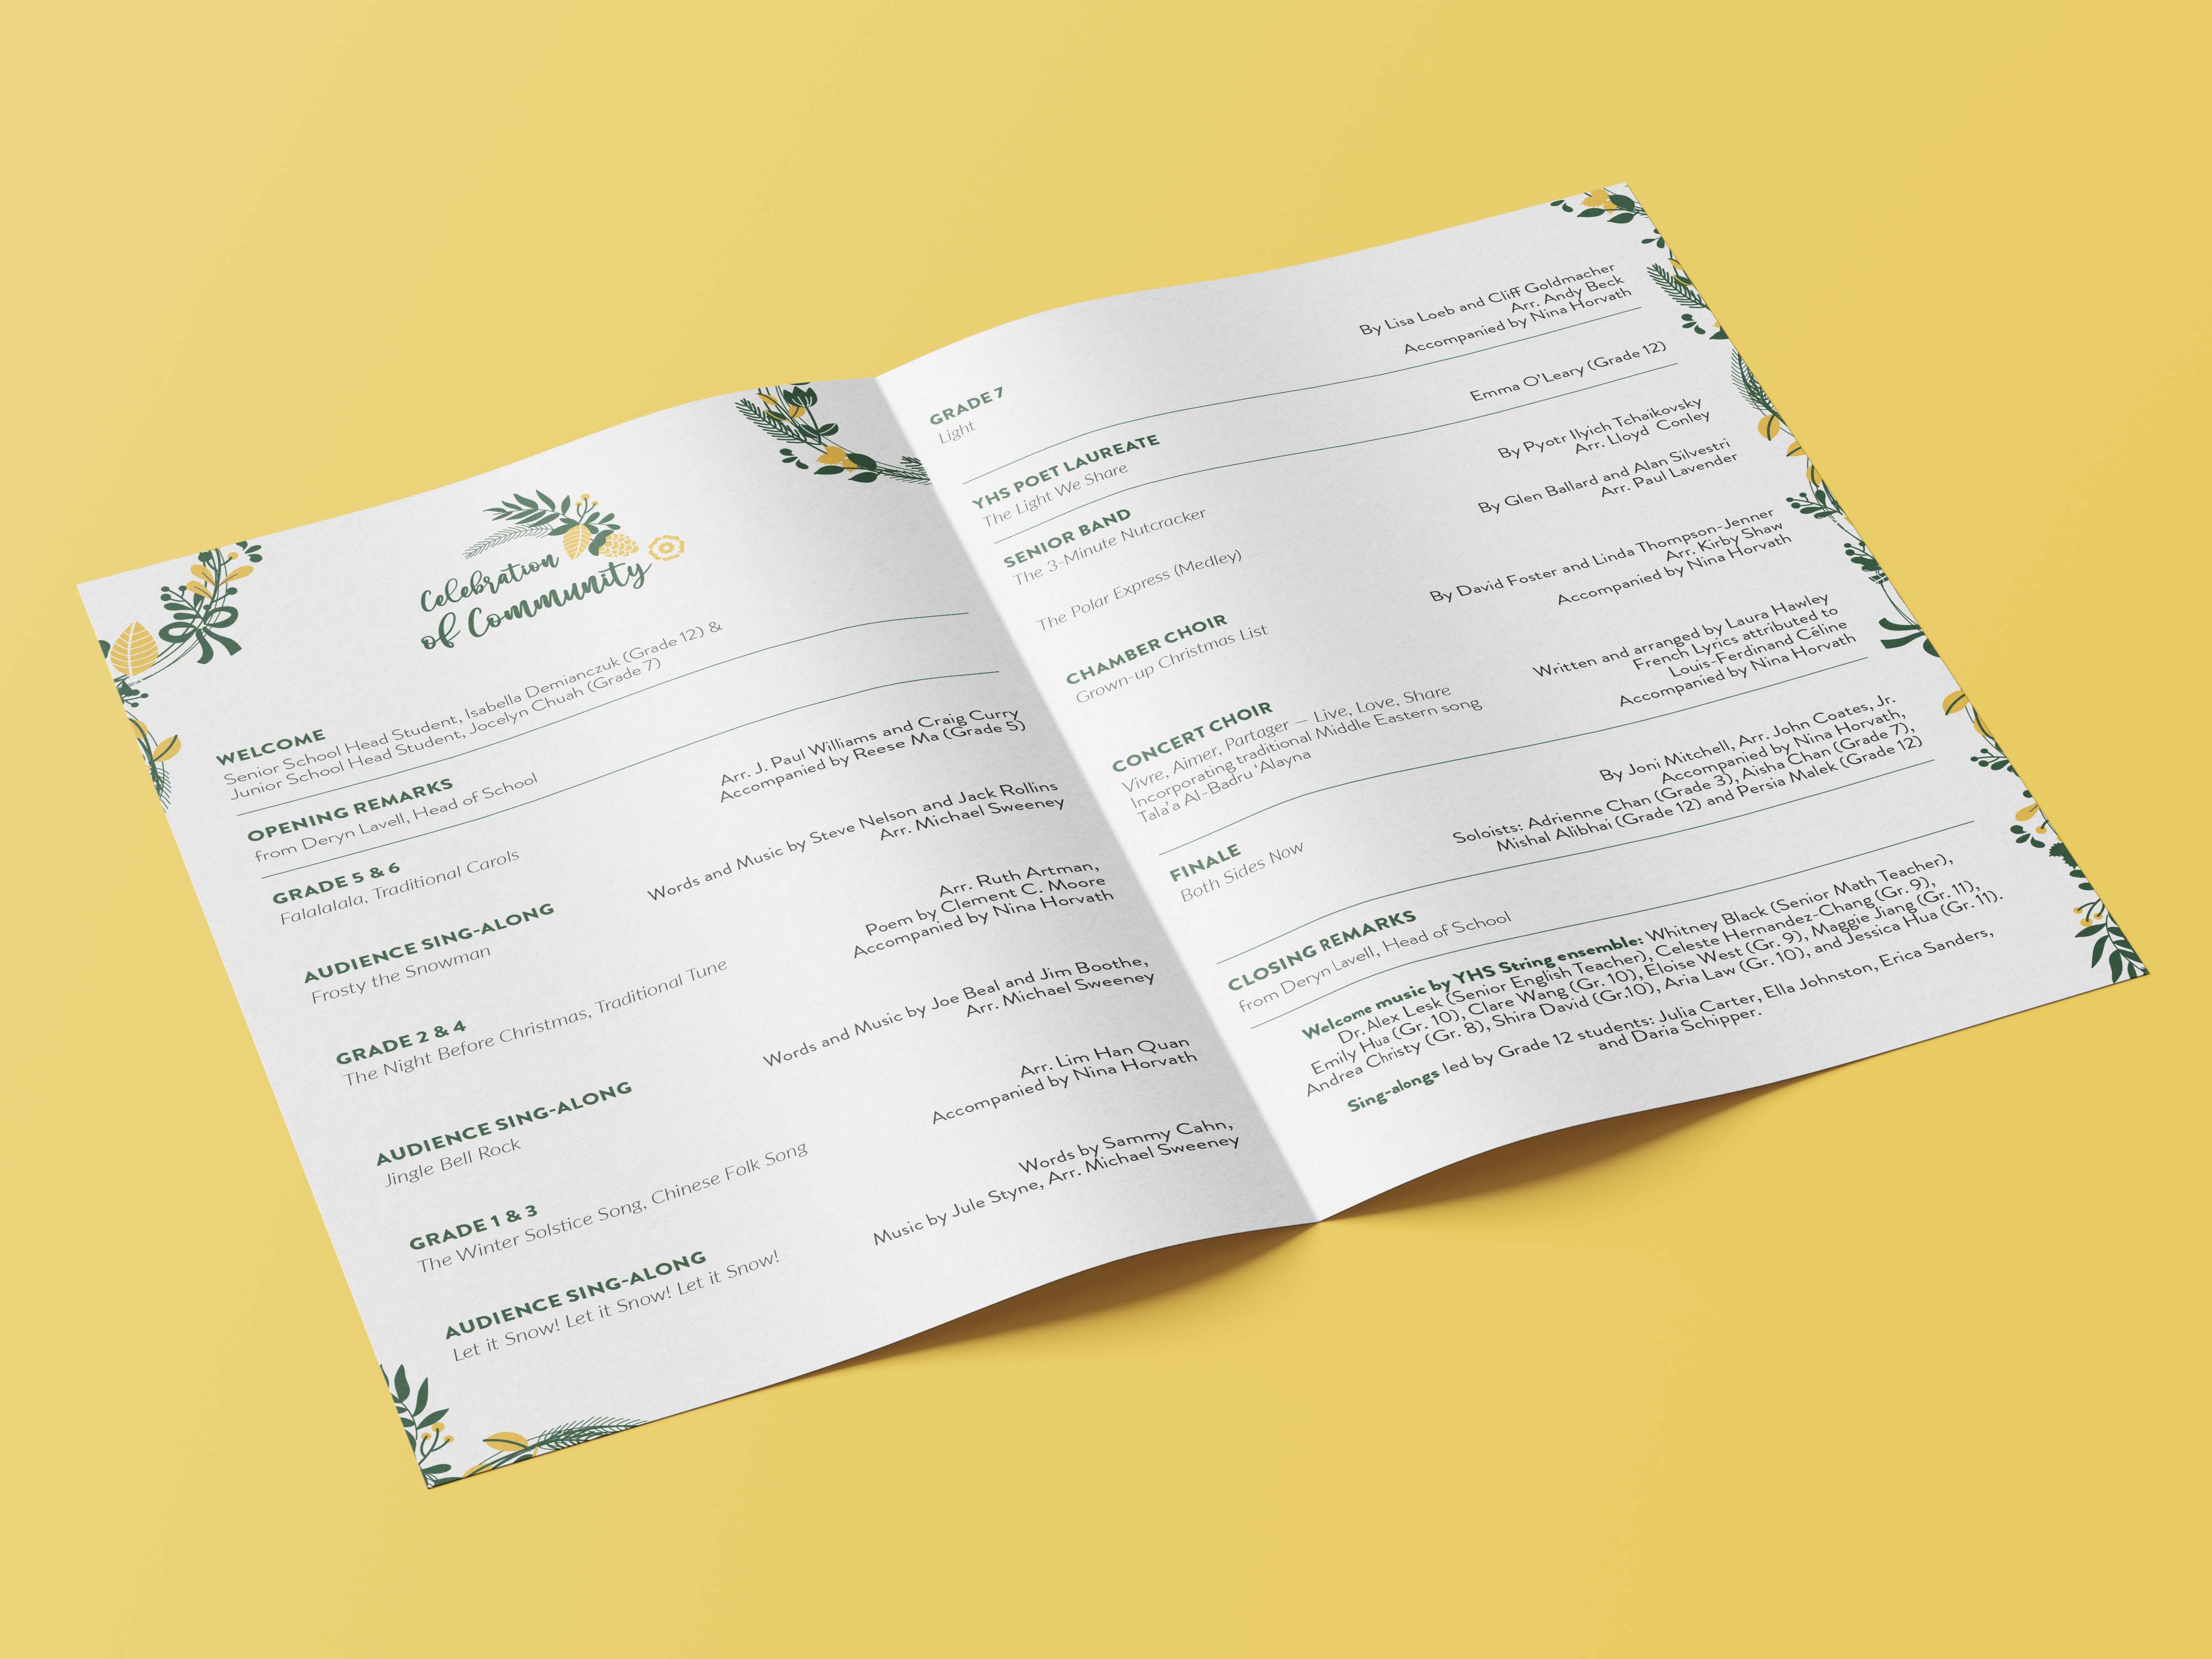 Celebration
of Community
WELCOME
Senior School Head Student, Isabella Demianczuk (Grade 12) &
Junior School Head Student, Jocelyn Chuah (Grade 7)
OPENING REMARKS
from Deryn Lavell, Head of School
GRADE 5 & 6
Falalalala, Traditional Carols
Arr. J. Paul Williams and Craig Curry
Accompanied by Reese Ma (Grade 5)
AUDIENCE SING-ALONG
Frosty the Snowman
Words and Music by Steve Nelson and Jack Rollins
Arr. Michael Sweeney
GRADE 2 & 4
The Night Before Christmas, Traditional Tune
Arr. Ruth Artman,
Poem by Clement C. Moore
Accompanied by Nina Horvath
AUDIENCE SING-ALONG
Jingle Bell Rock
Words and Music by Joe Beal and Jim Boothe,
Arr. Michael Sweeney
GRADE 1 & 3
The Winter Solstice Song, Chinese Folk Song
Arr. Lim Han Quan
Accompanied by Nina Horvath
AUDIENCE SING-ALONG
Let it Snow! Let it Snow! Let it Snow!
Words by Sammy Cahn,
Music by Jule Styne, Arr. Michael Sweeney
GRADE 7
Light
By Lisa Loeb and Cliff Goldmacher
Arr. Andy Beck
Accompanied by Nina Horvath
YHS POET LAUREATE
The Light We Share
Emma O'Leary (Grade 12)
SENIOR BAND
The 3-Minute Nutcracker
By Pyotr Ilyich Tchaikovsky
Arr. Lloyd Conley
The Polar Express (Medley)
By Glen Ballard and Alan Silvestri
Arr. Paul Lavender
CHAMBER CHOIR
Grown-up Christmas List
By David Foster and Linda Thompson-Jenner
Arr. Kirby Shaw
Accompanied by Nina Horvath
CONCERT CHOIR
Vivre, Aimer, Partager — Live, Love, Share
Incorporating traditional Middle Eastern song
Tala'a Al-Badru 'Alayna
Written and arranged by Laura Hawley
French Lyrics attributed to
Louis-Ferdinand Céline
Accompanied by Nina Horvath
FINALE
Both Sides Now
By Joni Mitchell, Arr. John Coates, Jr.
Accompanied by Nina Horvath,
Soloists: Adrienne Chan (Grade 3), Aisha Chan (Grade 7),
Mishal Alibhai (Grade 12) and Persia Malek (Grade 12)
CLOSING REMARKS
from Deryn Lavell, Head of School
Welcome music by YHS String ensemble: Whitney Black (Senior Math Teacher),
Dr. Alex Lesk (Senior English Teacher), Celeste Hernandez-Chang (Gr. 9),
Emily Hua (Gr. 10), Clare Wang (Gr. 10), Eloise West (Gr. 9), Maggie Jiang (Gr. 11),
Andrea Christy (Gr. 8), Shira David (Gr.10), Aria Law (Gr. 10), and Jessica Hua (Gr. 11).
Sing-alongs led by Grade 12 students: Julia Carter, Ella Johnston, Erica Sanders,
and Daria Schipper.